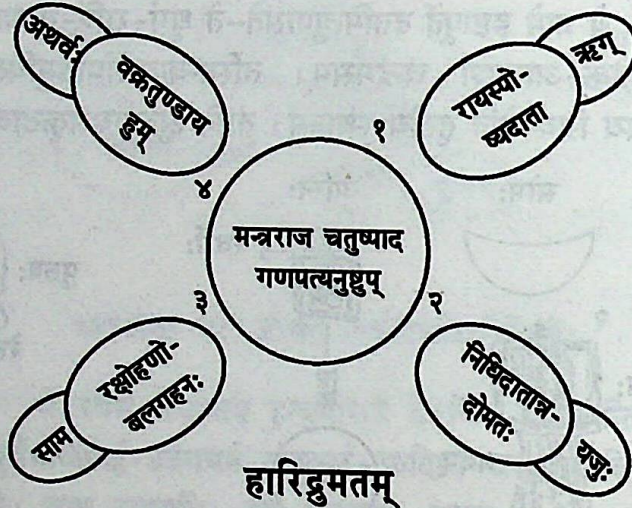 अथर्वः
वक्रतुण्डाय
हुम्
ऋग्
रायस्पो-
ष्यदाता
१
४
मन्त्रराज चतुष्पाद
गणपत्यनुष्टुप्
३
२
रक्षोहणो-
बलगहनः
साम
निधिदातान्न-
दोमतः
यजुः
हारिद्रुमतम्